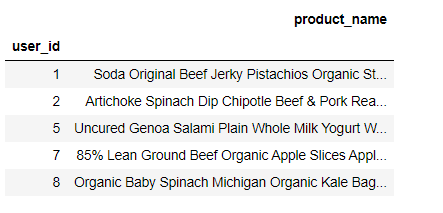 product_name
user_id
1 Soda Original Beef Jerky Pistachios Organic St...
2 Artichoke Spinach Dip Chipotle Beef & Pork Rea...
5 Uncured Genoa Salami Plain Whole Milk Yogurt W...
7 85% Lean Ground Beef Organic Apple Slices Appl...
8 Organic Baby Spinach Michigan Organic Kale Bag...